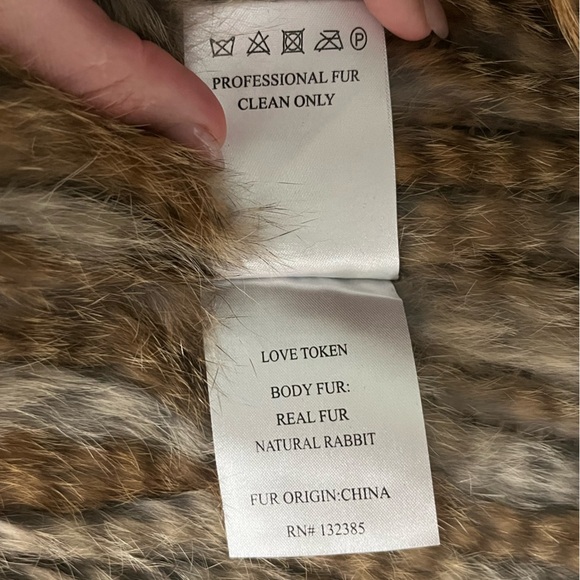 P
PROFESSIONAL FUR
CLEAN ONLY
LOVE TOKEN
BODY FUR:
REAL FUR
NATURAL RABBIT
FUR ORIGIN:CHINA
RN# 132385